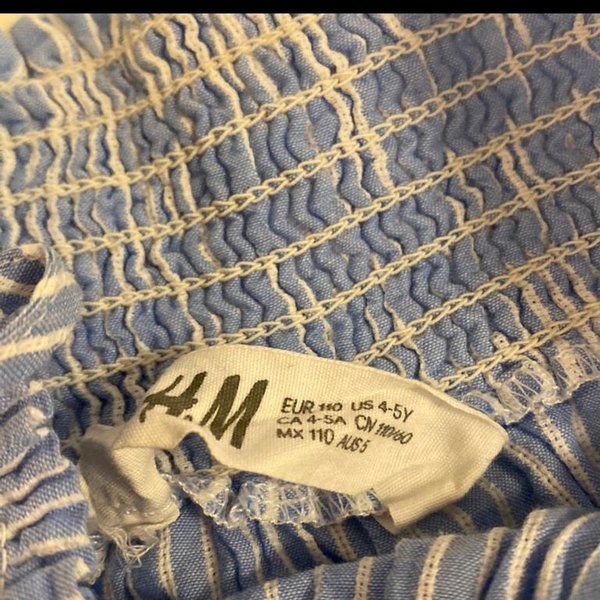 H&M
EUR 110 US 4-5Y
CA 4-5A CN 110/60
MX 110 AUS 5